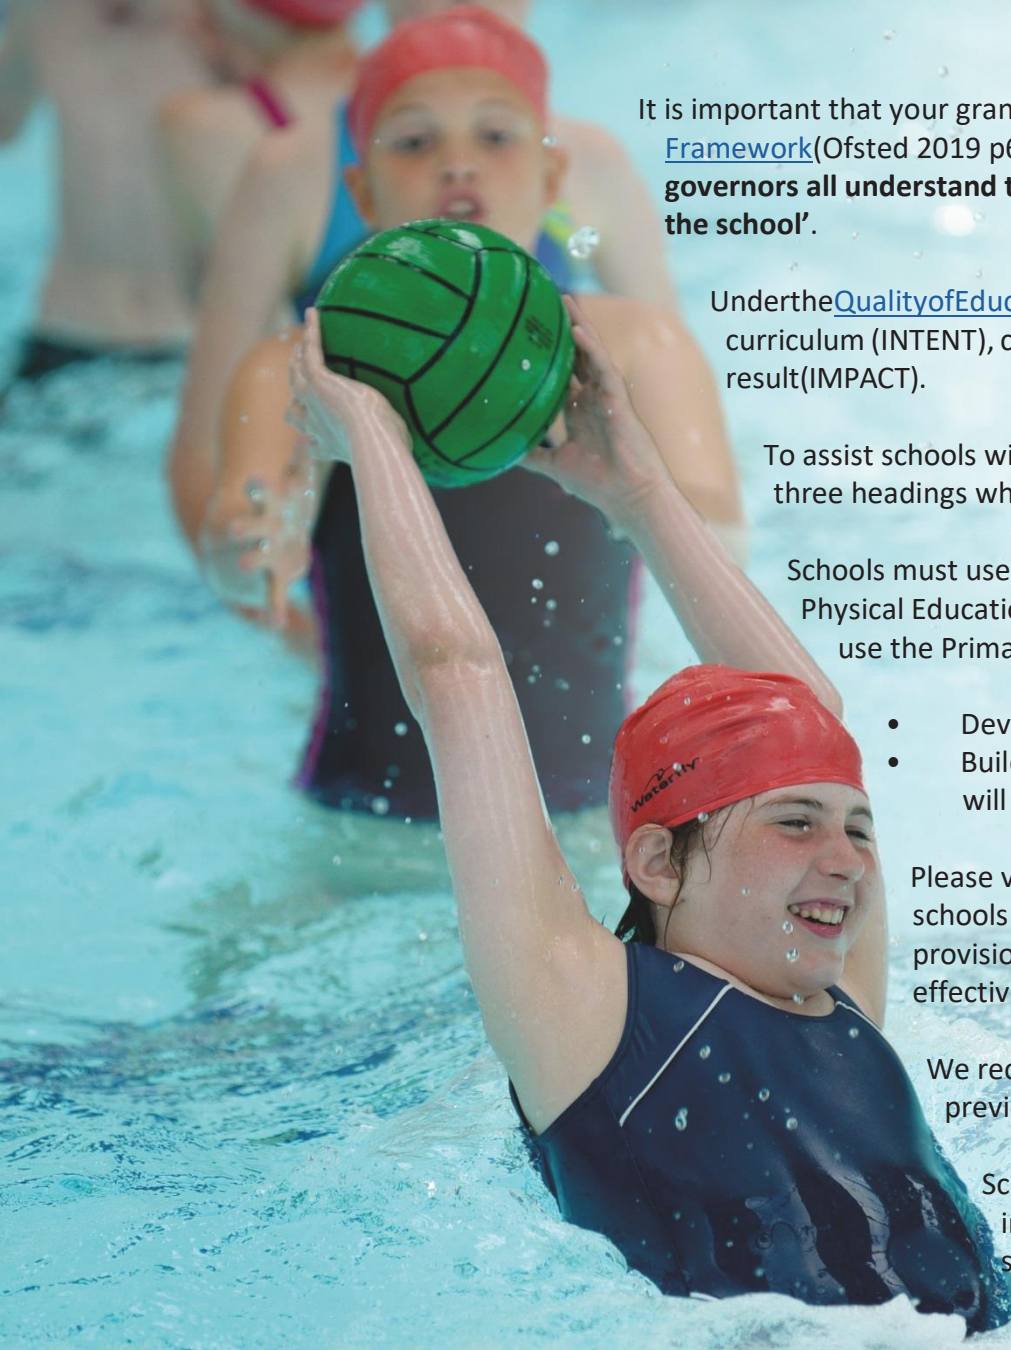 It is important that your gran
Framework(Ofsted 2019 p6
governors all understand t
the school’.
UndertheQualityofEduc
curriculum (INTENT), c
result(IMPACT).
To assist schools wi
three headings wh
Schools must use
Physical Educatio
use the Prima
• Dev
• Build
will
Please v
schools
provisio
effectiv
We rec
previ
Sc
i
s
Waterfly